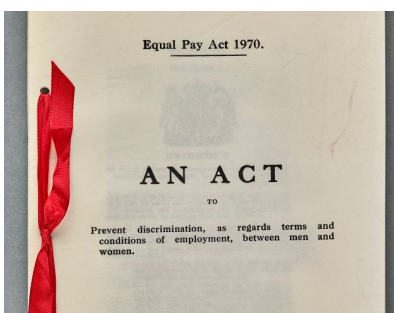 Equal Pay Act 1970.
AN ACT
TO
Prevent discrimination, as regards terms and
conditions of employment, between men and
women.